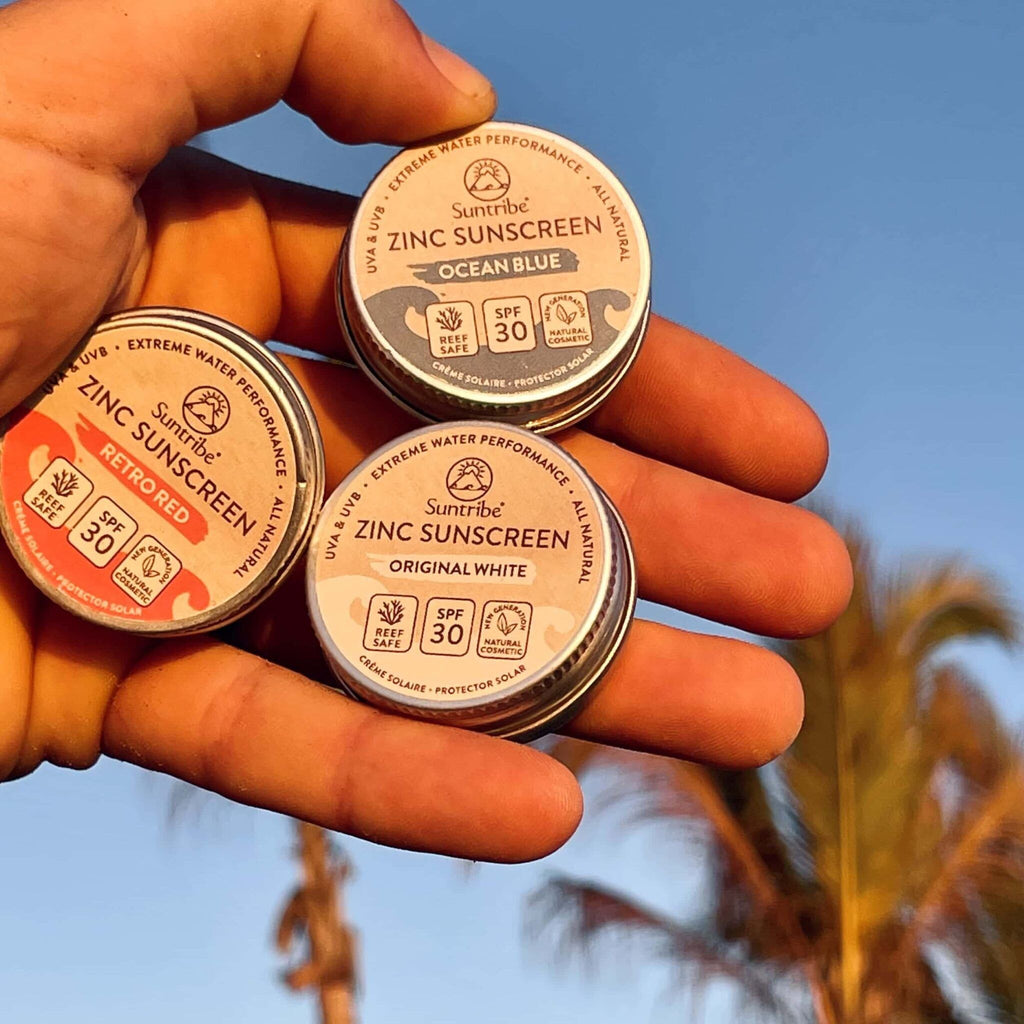 UVA & UVB • EXTREME WATER PERFORMANCE • ALL NATURAL
Suntribe®
ZINC SUNSCREEN
OCEAN BLUE
REEF
SAFE
SPF
30
NEW GENERATION
NATURAL
COSMETIC
CRÈME SOLAIRE • PROTECTOR SOLAR
UVA & UVB • EXTREME WATER PERFORMANCE • ALL NATURAL
Suntribe®
ZINC SUNSCREEN
RETRO RED
REEF
SAFE
SPF
30
NEW GENERATION
NATURAL
COSMETIC
CRÈME SOLAIRE • PROTECTOR SOLAR
UVA & UVB • EXTREME WATER PERFORMANCE • ALL NATURAL
Suntribe®
ZINC SUNSCREEN
ORIGINAL WHITE
REEF
SAFE
SPF
30
NEW GENERATION
NATURAL
COSMETIC
CRÈME SOLAIRE • PROTECTOR SOLAR